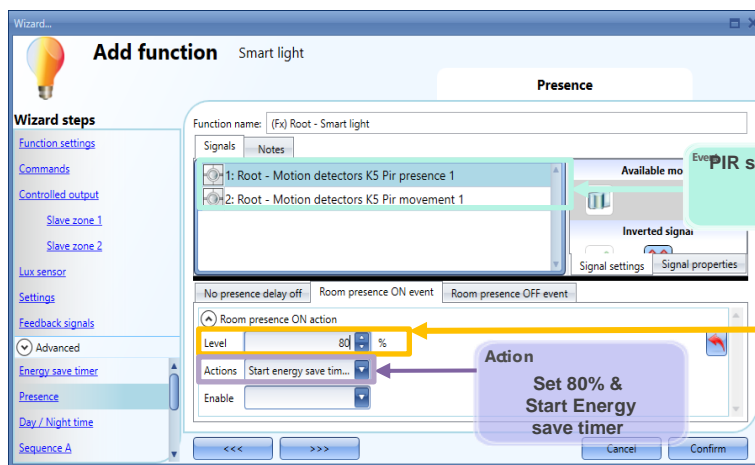 Wizard...
Add function Smart light
Presence
Wizard steps
Function settings
Commands
Controlled output
Slave zone 1
Slave zone 2
Lux sensor
Settings
Feedback signals
Advanced
Energy save timer
Presence
Day / Night time
Sequence A
Function name: (Fx) Root - Smart light
Signals Notes
1: Root - Motion detectors K5 Pir presence 1
2: Root - Motion detectors K5 Pir movement 1
Available mo
Event
PIR s
Inverted signal
Signal settings Signal properties
No presence delay off Room presence ON event Room presence OFF event
Room presence ON action
Level 80 %
Actions Start energy save tim...
Enable
Action
Set 80% &
Start Energy
save timer
<<< >>> Cancel Confirm